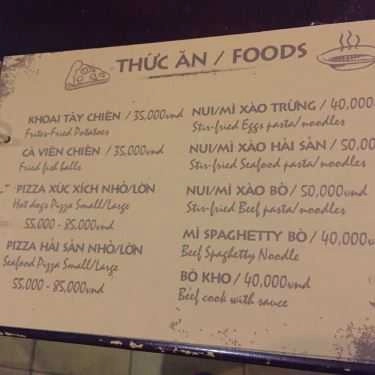 THỨC ĂN / FOODS
KHOAI TÂY CHIÊN / 35,000vnd
Frites-Fried Potatoes
CÀ VIÊN CHIÊN / 35,000vnd
Fried fish balls
PIZZA XÚC XÍCH NHỎ/LỚN
Hot dogs Pizza Small/Large
55,000 - 85,000vnd
PIZZA HẢI SẢN NHỎ/LỚN
Seafood Pizza Small/Large
55,000 - 85,000vnd
NUI/MÌ XÀO TRỨNG / 40,000
Stir-fried Eggs pasta/noodles
NUI/MÌ XÀO HẢI SẢN / 50,00
Stir-fried Seafood pasta/noodles
NUI/MÌ XÀO BÒ / 50,000vnd
Stir-fried Beef pasta/noodles
MÌ SPAGHETTY BÒ / 40,000vnd
Beef Spaghetty Noodle
BÒ KHO / 40,000vnd
Beef cook with sauce